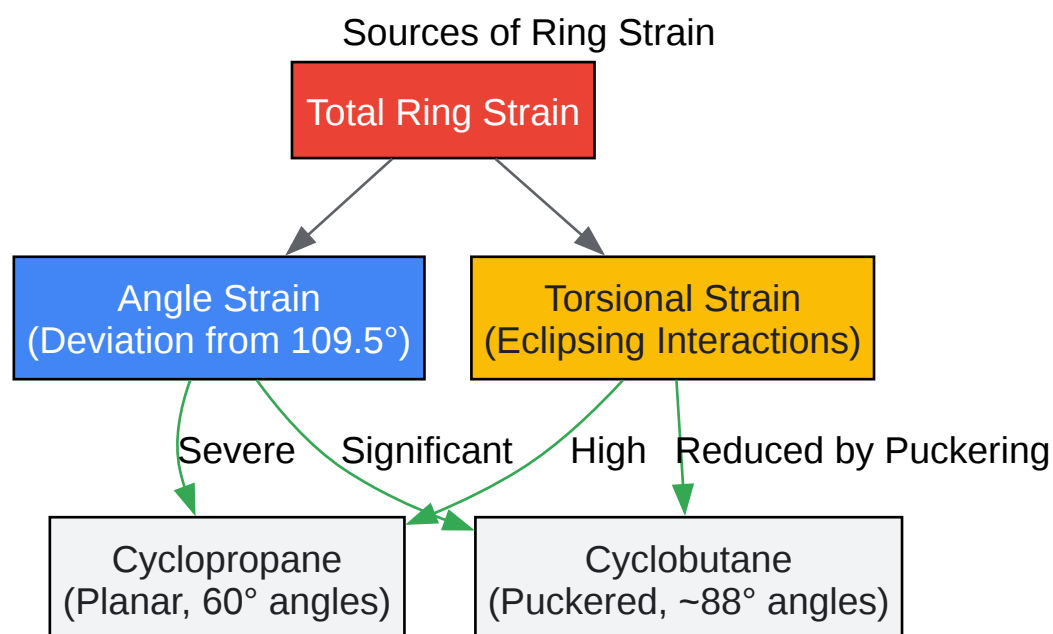 Sources of Ring Strain
Total Ring Strain
Angle Strain
(Deviation from 109.5°)
Torsional Strain
(Eclipsing Interactions)
Severe
Significant
High
Reduced by Puckering
Cyclopropane
(Planar, 60° angles)
Cyclobutane
(Puckered, ~88° angles)